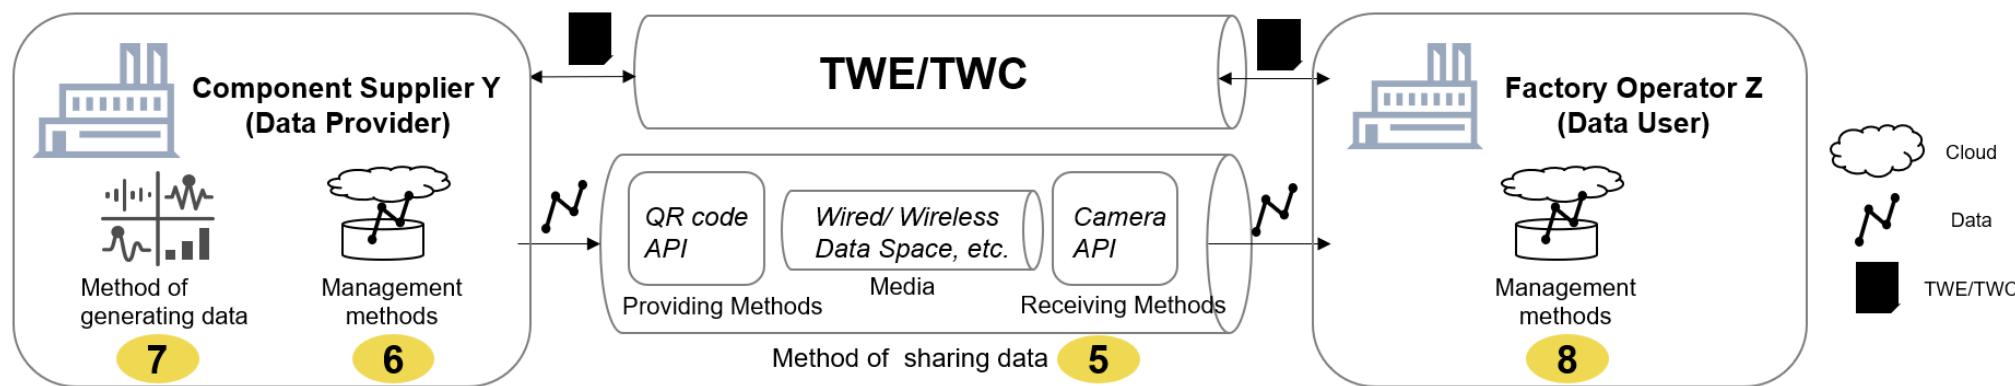 Component Supplier Y
(Data Provider)
Method of
generating data
7
Management
methods
6
TWE/TWC
QR code
API
Providing Methods
Wired/ Wireless
Data Space, etc.
Media
Camera
API
Receiving Methods
Method of  sharing data
5
Factory Operator Z
(Data User)
Management
methods
8
Cloud
Data
TWE/TWC